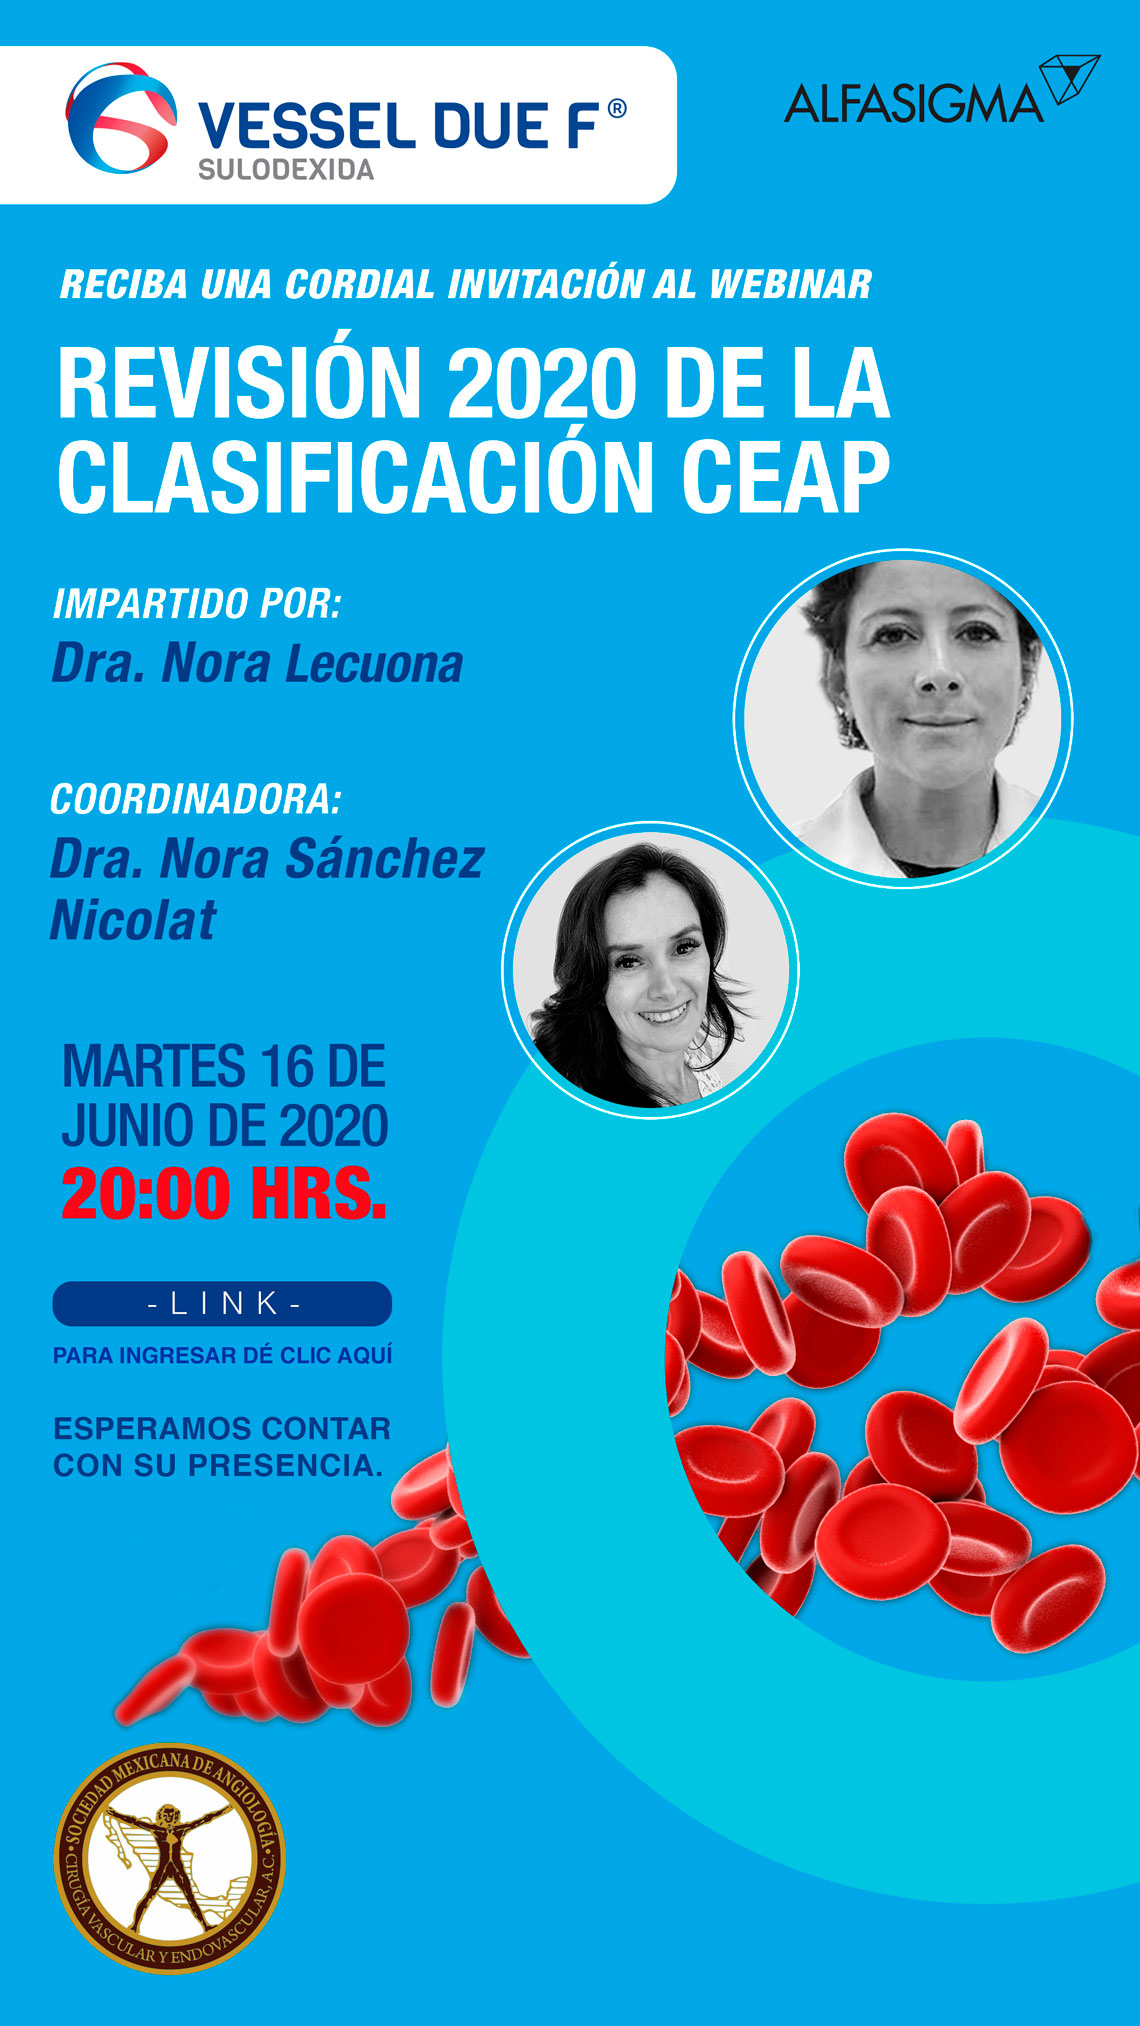 VESSEL DUE F®
SULODEXIDA
ALFASIGMA
RECIBA UNA CORDIAL INVITACIÓN AL WEBINAR
REVISIÓN 2020 DE LA
CLASIFICACIÓN CEAP
IMPARTIDO POR:
Dra. Nora Lecuona
COORDINADORA:
Dra. Nora Sánchez
Nicolat
MARTES 16 DE
JUNIO DE 2020
20:00 HRS.
-LINK-
PARA INGRESAR DÉ CLIC AQUÍ
ESPERAMOS CONTAR
CON SU PRESENCIA.
SOCIEDAD MEXICANA DE ANGIOLOGÍA
CIRUGÍA VASCULAR Y ENDOVASCULAR, A.C.